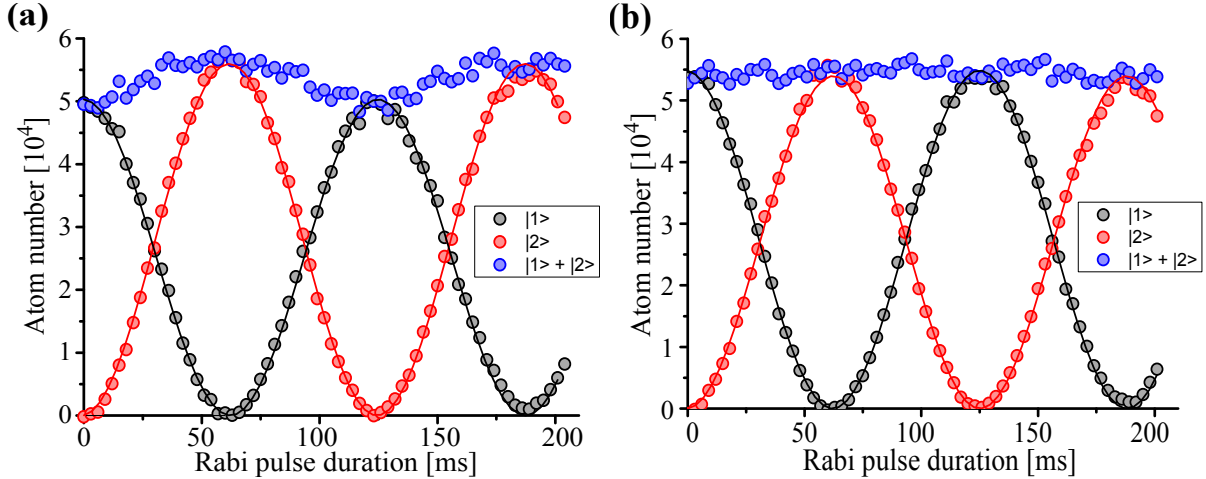 (a)
6
5
4
3
2
1
0
Atom number [10⁴]
|1>
|2>
|1> + |2>
0 50 100 150 200
Rabi pulse duration [ms]
(b)
6
5
4
3
2
1
0
Atom number [10⁴]
|1>
|2>
|1> + |2>
0 50 100 150 200
Rabi pulse duration [ms]